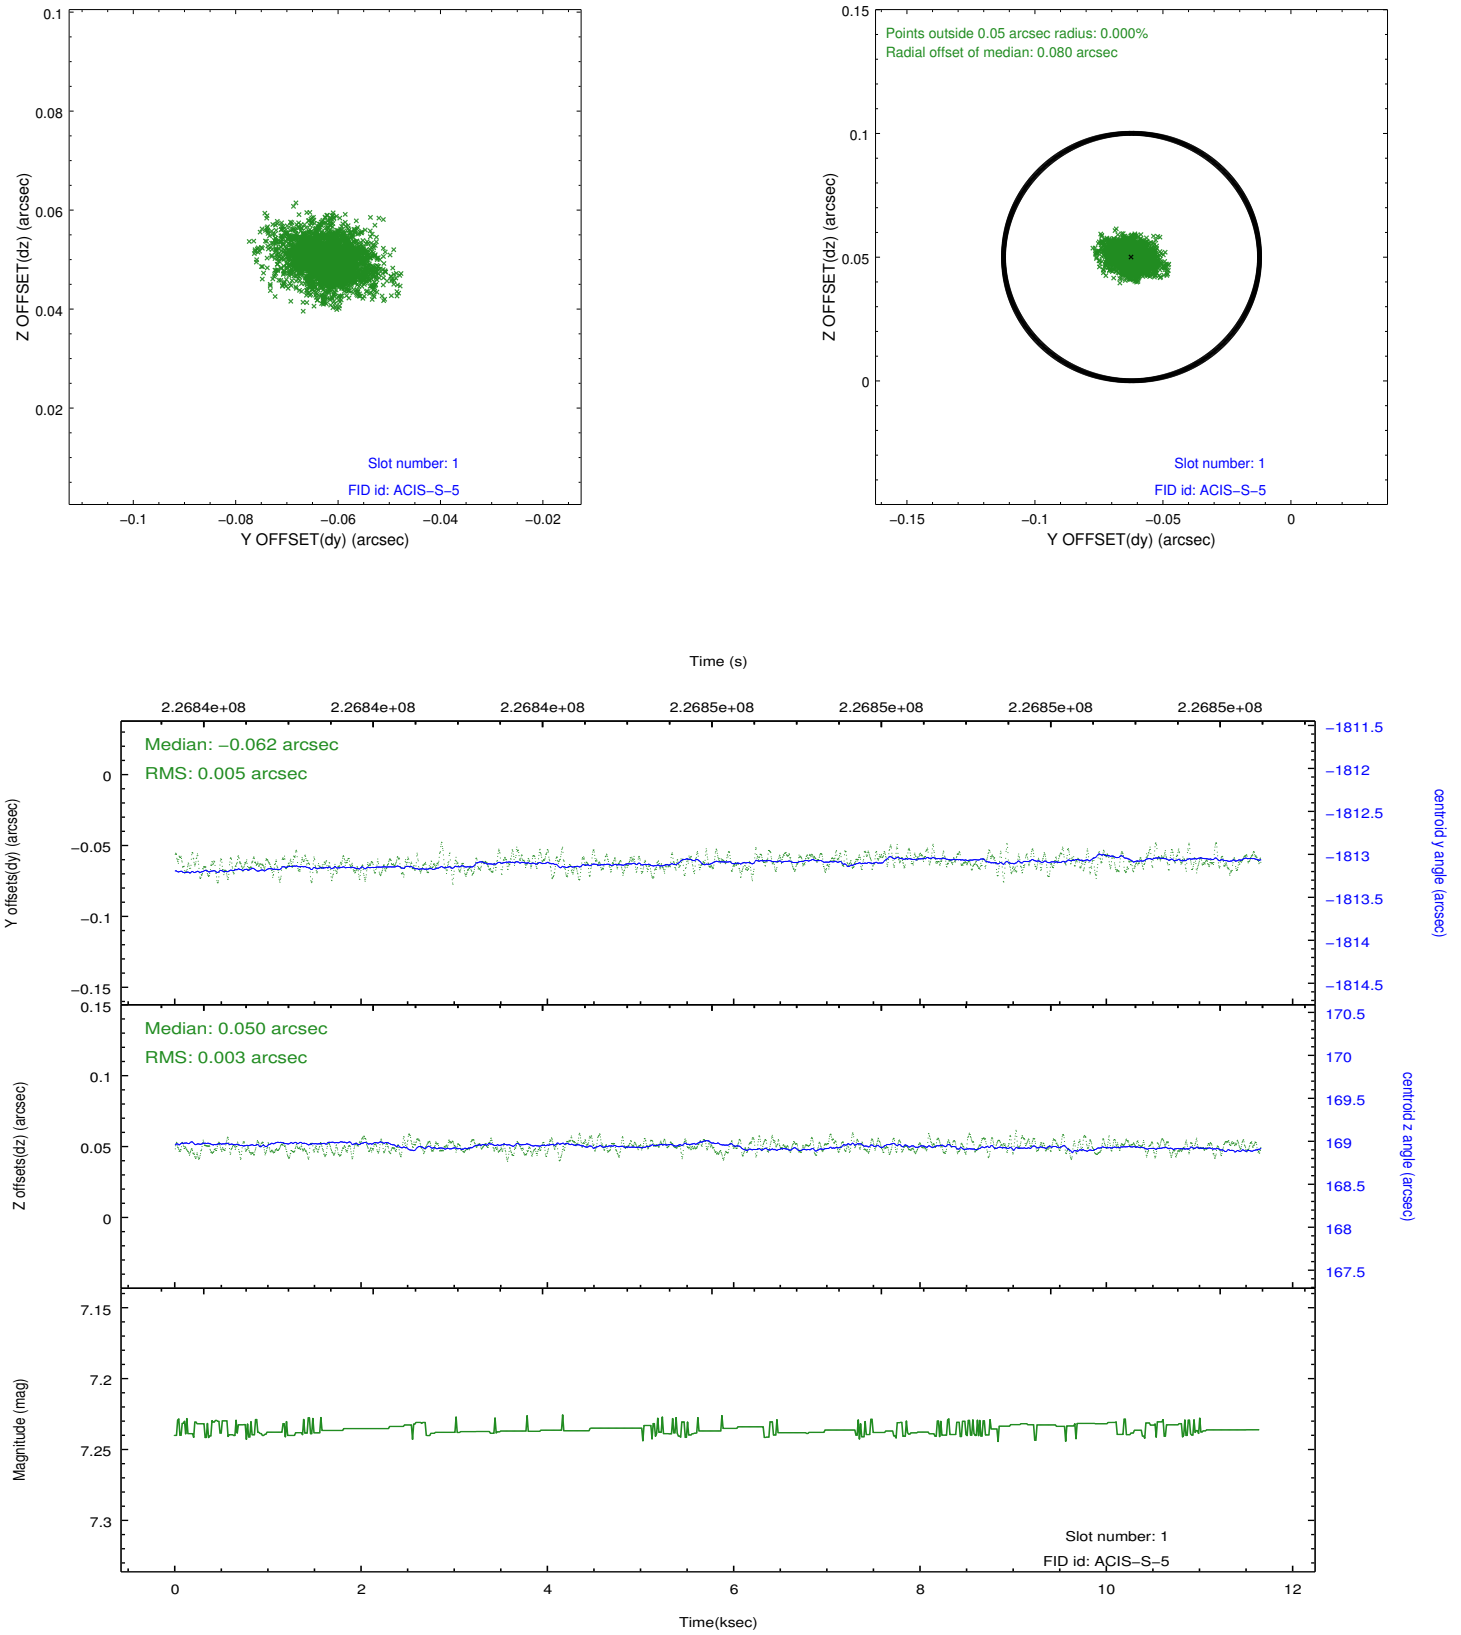 0.1
0.08
0.06
0.04
0.02
Z OFFSET(dz) (arcsec)
Slot number: 1
FID id: ACIS−S−5
−0.1 −0.08 −0.06 −0.04 −0.02
Y OFFSET(dy) (arcsec)
Points outside 0.05 arcsec radius: 0.000%
Radial offset of median: 0.080 arcsec
0.15
0.1
0.05
0
Z OFFSET(dz) (arcsec)
Slot number: 1
FID id: ACIS−S−5
−0.15 −0.1 −0.05 0
Y OFFSET(dy) (arcsec)
Time (s)
2.2684e+08 2.2684e+08 2.2684e+08 2.2685e+08 2.2685e+08 2.2685e+08 2.2685e+08
Median: −0.062 arcsec
RMS: 0.005 arcsec
0
−0.05
−0.1
−0.15
Y offsets(dy) (arcsec)
−1811.5
−1812
−1812.5
−1813
−1813.5
−1814
−1814.5
centroid y angle (arcsec)
Median: 0.050 arcsec
RMS: 0.003 arcsec
0.15
0.1
0.05
0
Z offsets(dz) (arcsec)
170.5
170
169.5
169
168.5
168
167.5
centroid z angle (arcsec)
7.15
7.2
7.25
7.3
Magnitude (mag)
Slot number: 1
FID id: ACIS−S−5
0 2 4 6 8 10 12
Time(ksec)